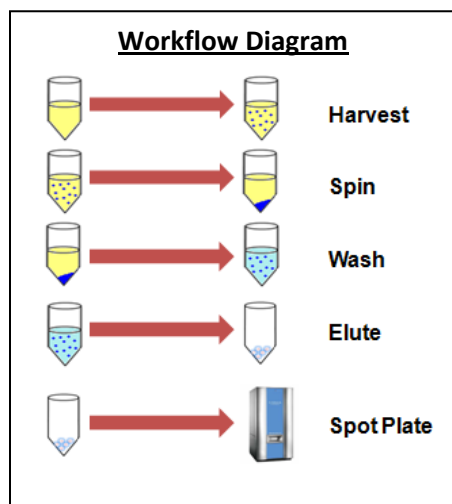 Workflow Diagram
Harvest
Spin
Wash
Elute
Spot Plate